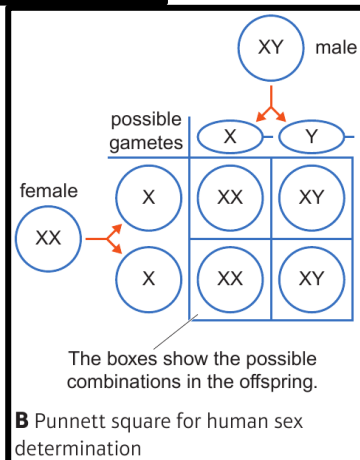 XY male
possible
gametes
X Y
female
X XX XY
XX
X XX XY
The boxes show the possible
combinations in the offspring.
B Punnett square for human sex
determination